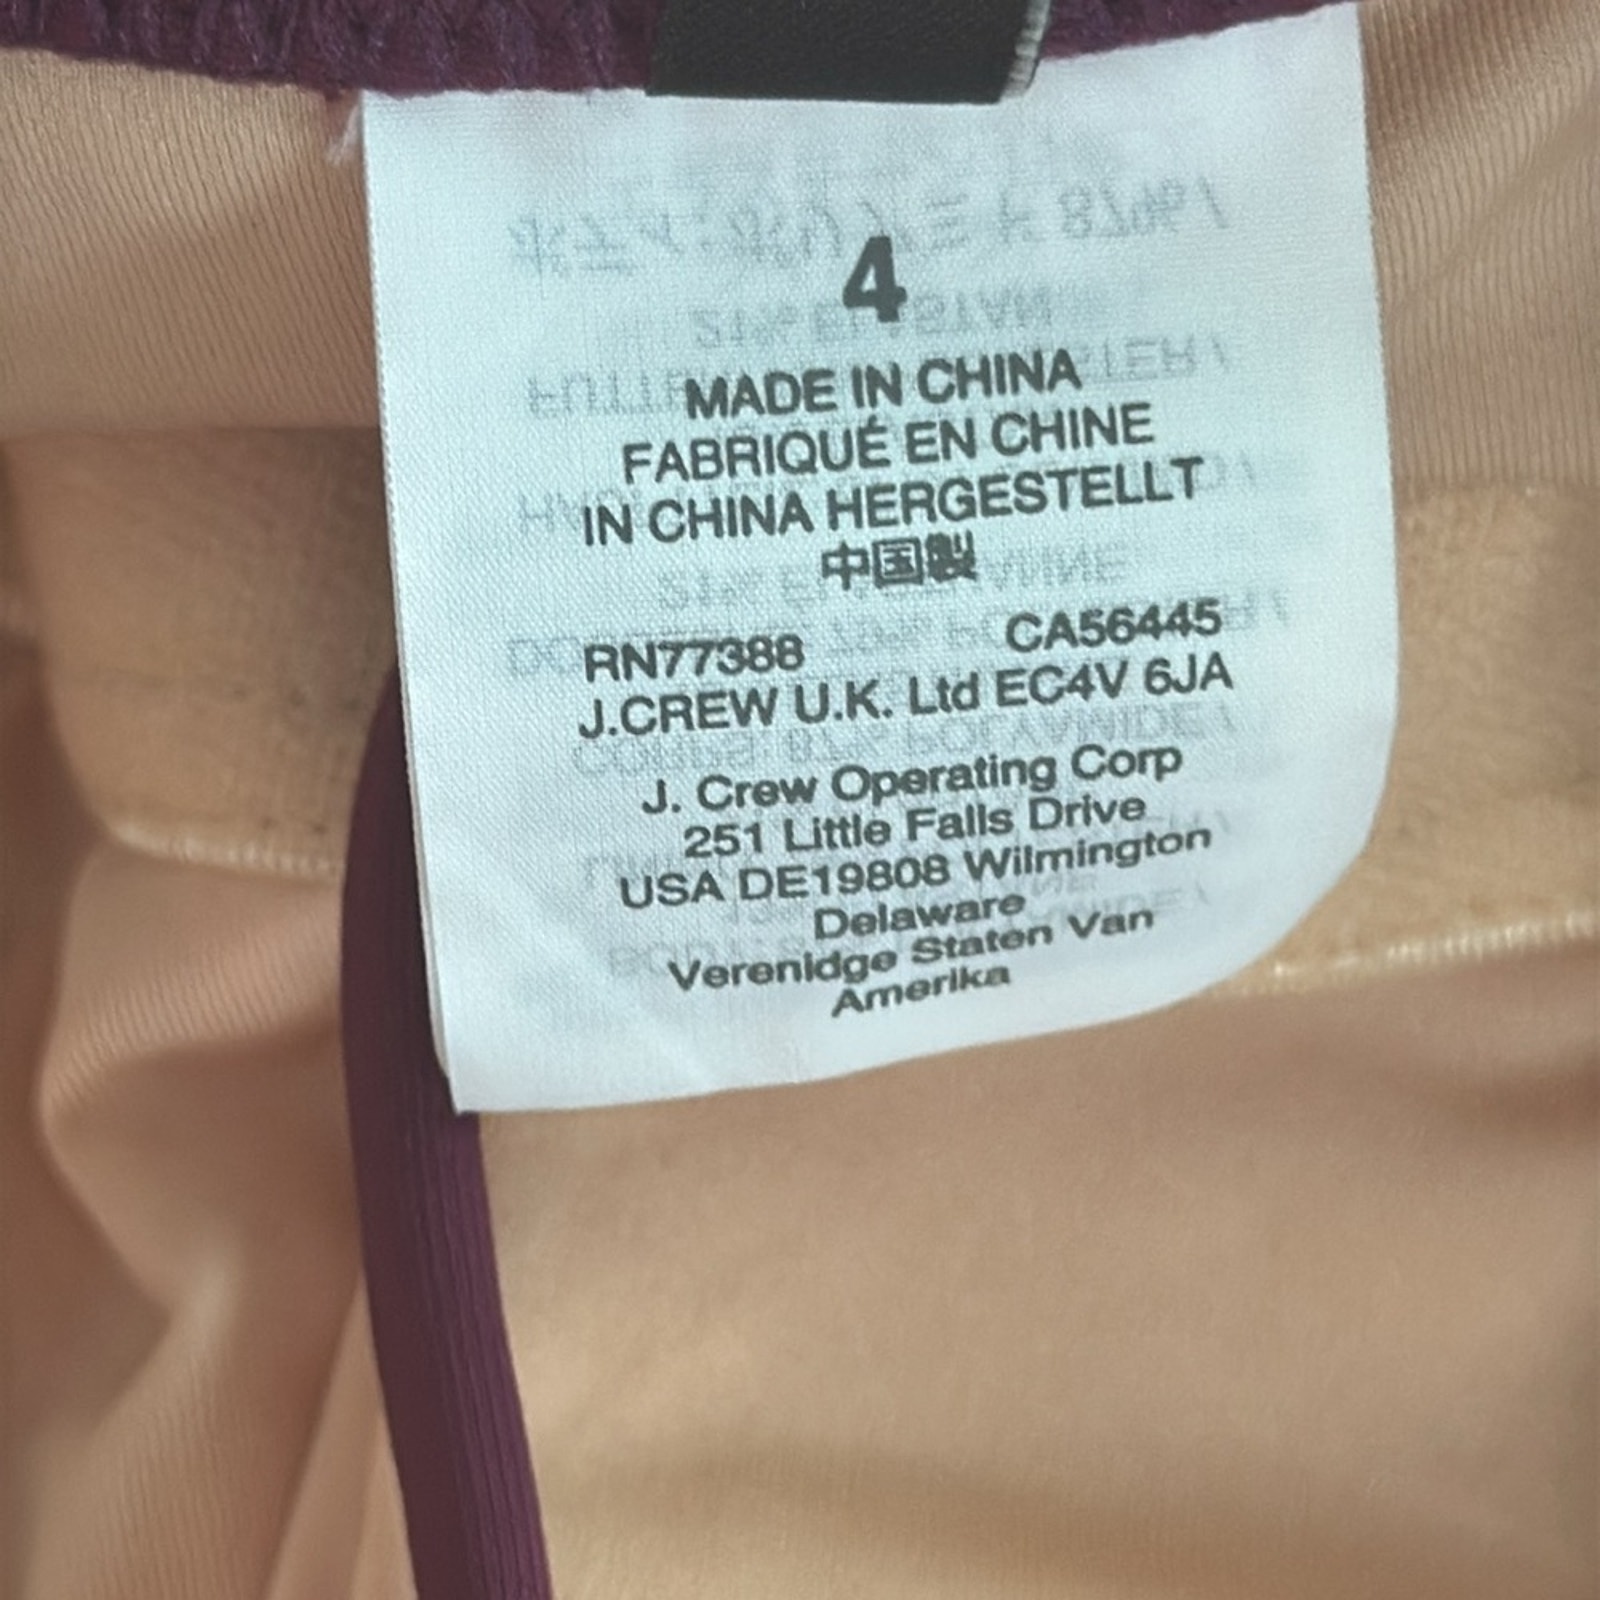 4
MADE IN CHINA
FABRIQUÉ EN CHINE
IN CHINA HERGESTELLT
中国製
RN77388 CA56445
J.CREW U.K. Ltd EC4V 6JA
J. Crew Operating Corp
251 Little Falls Drive
USA DE19808 Wilmington
Delaware
Verenidge Staten Van
Amerika